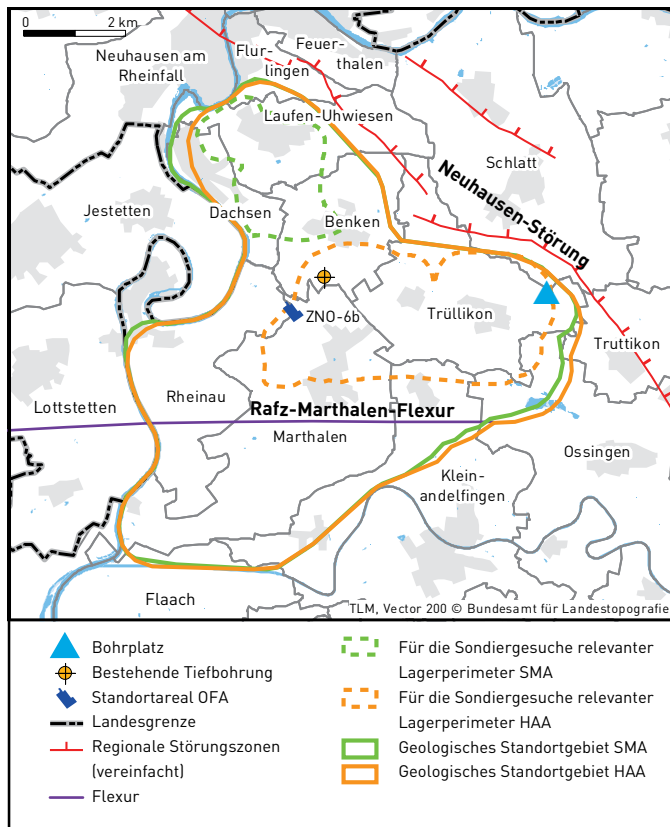 0 2 km
Neuhausen am
Rheinfall
Flur-
lingen
Feuer-
thalen
Laufen-Uhwiesen
Schlatt
Neuhausen-Störung
Jestetten
Dachsen
Benken
ZNO-6b
Trüllikon
Truttikon
Lottstetten
Rheinau
Rafz-Marthalen-Flexur
Marthalen
Ossingen
Klein-
andelfingen
Flaach
TLM, Vector 200 © Bundesamt für Landestopografie
Bohrplatz
Bestehende Tiefbohrung
Standortareal OFA
Landesgrenze
Regionale Störungszonen
(vereinfacht)
Flexur
Für die Sondiergesuche relevanter
Lagerperimeter SMA
Für die Sondiergesuche relevanter
Lagerperimeter HAA
Geologisches Standortgebiet SMA
Geologisches Standortgebiet HAA